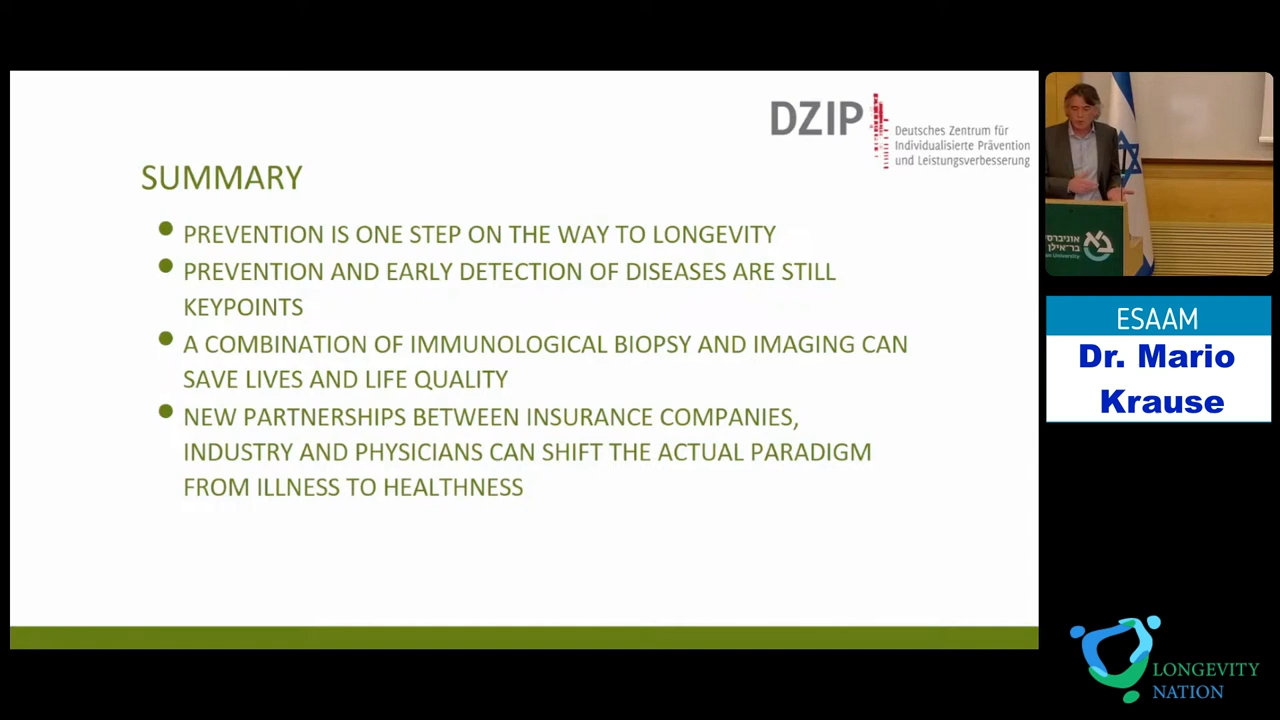 DZIP
Deutsches Zentrum für
Individualisierte Prävention
und Leistungsverbesserung
SUMMARY
PREVENTION IS ONE STEP ON THE WAY TO LONGEVITY
PREVENTION AND EARLY DETECTION OF DISEASES ARE STILL
KEYPOINTS
A COMBINATION OF IMMUNOLOGICAL BIOPSY AND IMAGING CAN
SAVE LIVES AND LIFE QUALITY
NEW PARTNERSHIPS BETWEEN INSURANCE COMPANIES,
INDUSTRY AND PHYSICIANS CAN SHIFT THE ACTUAL PARADIGM
FROM ILLNESS TO HEALTHNESS
בר־אילן
University
ESAAM
Dr. Mario
Krause
LONGEVITY
NATION